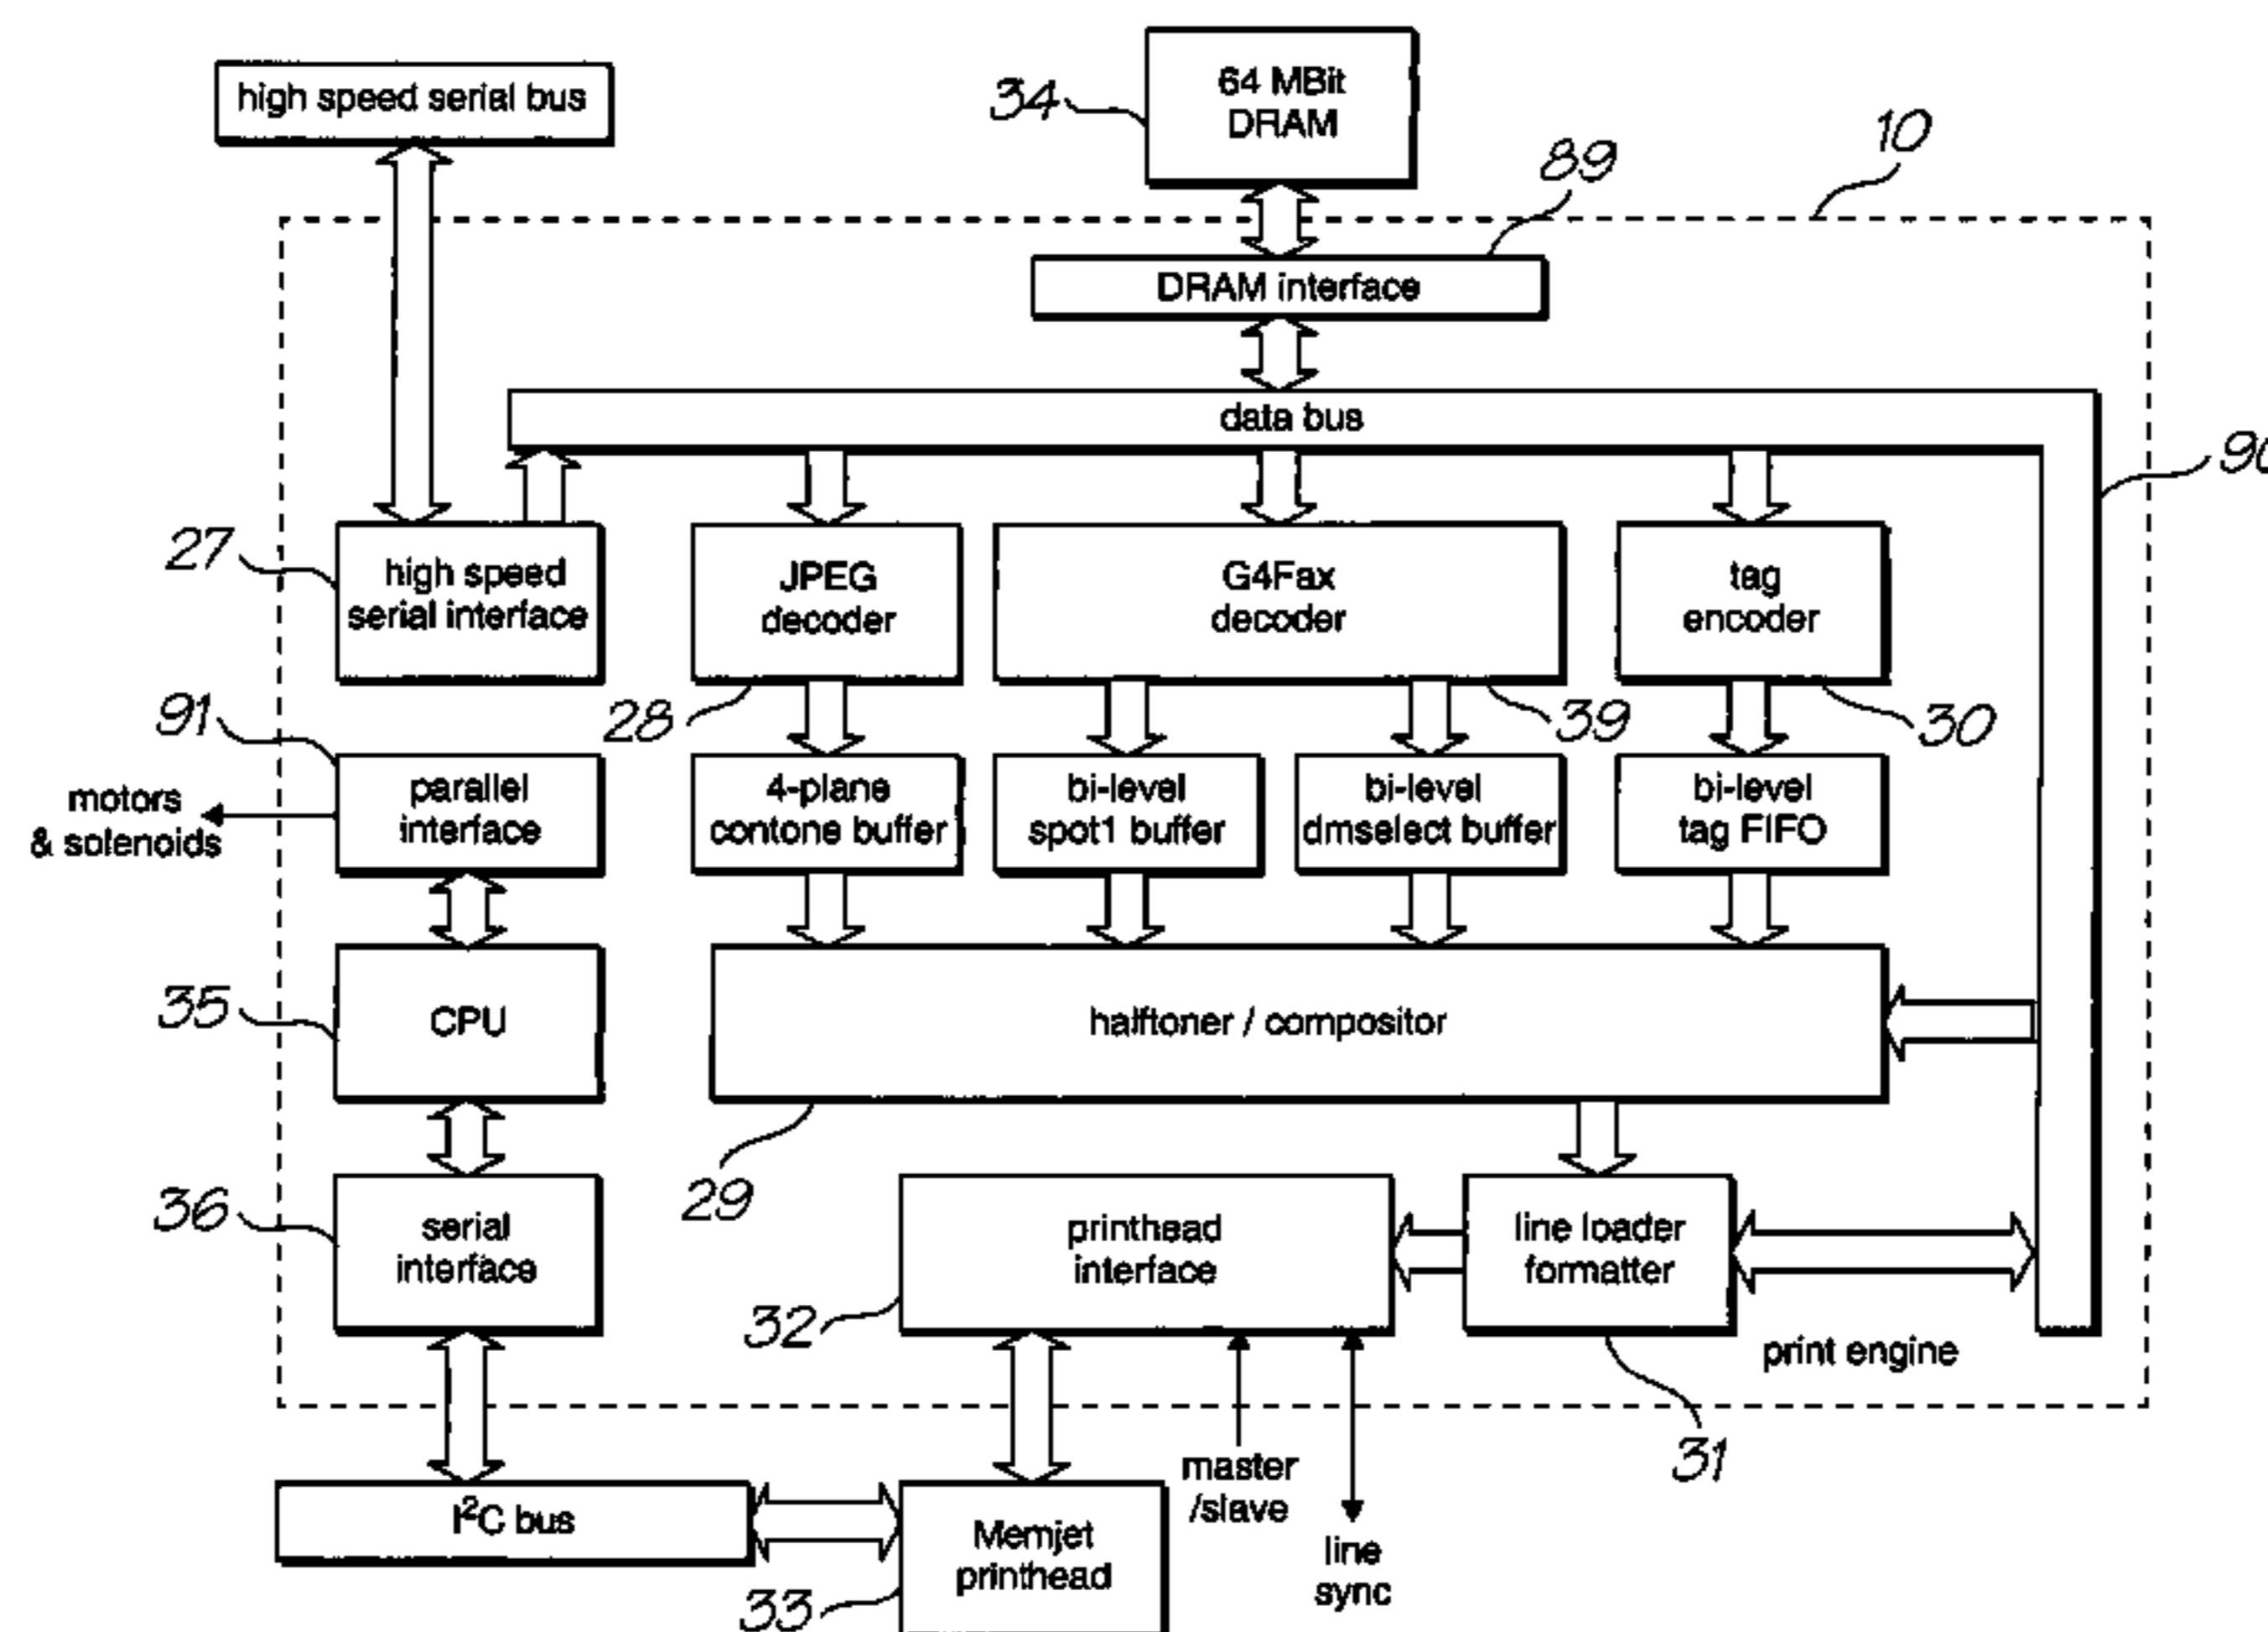 high speed serial bus
64 MBit
DRAM
34
10
89
DRAM interface
data bus
90
27
high speed
serial interface
JPEG
decoder
G4Fax
decoder
tag
encoder
28
39
30
91
motors
& solenoids
parallel
interface
4-plane
contone buffer
bi-level
spot1 buffer
bi-level
dmselect buffer
bi-level
tag FIFO
35
CPU
halftoner / compositor
29
36
serial
interface
printhead
interface
line loader
formatter
32
print engine
31
master
/slave
line
sync
I²C bus
Memjet
printhead
33